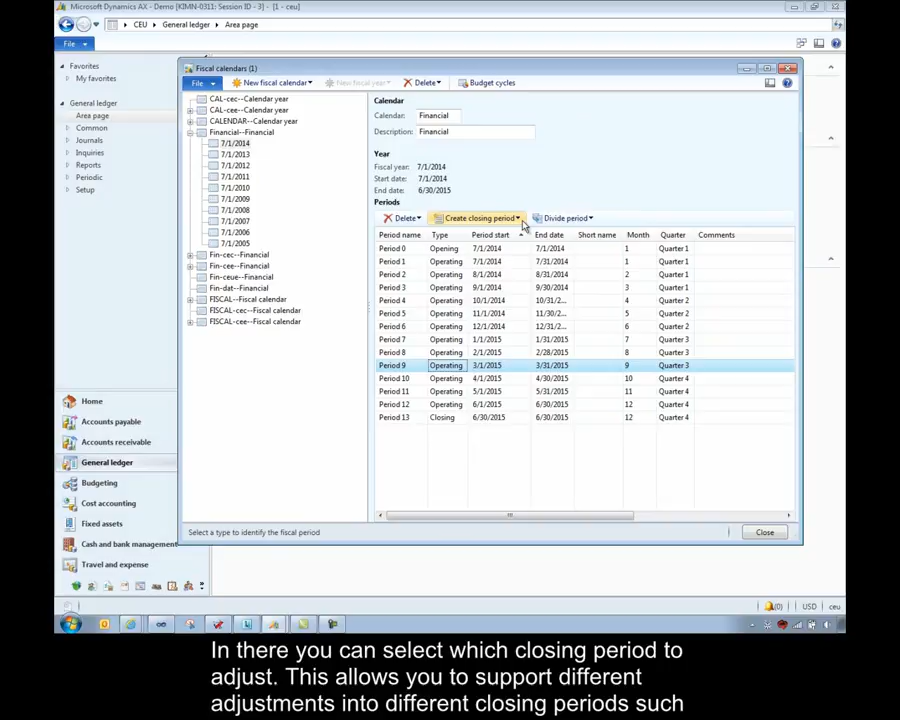 Microsoft Dynamics AX - Demo [KIMN-0311: Session ID - 3] - [1 - ceu]
CEU ▸ General ledger ▸ Area page
File
Favorites
My favorites
General ledger
Area page
Common
Journals
Inquiries
Reports
Periodic
Setup
Home
Accounts payable
Accounts receivable
General ledger
Budgeting
Cost accounting
Fixed assets
Cash and bank management
Travel and expense
Fiscal calendars (1)
File New fiscal calendar New fiscal year Delete Budget cycles
CAL-cec--Calendar year
CAL-cee--Calendar year
CALENDAR--Calendar year
Financial--Financial
7/1/2014
7/1/2013
7/1/2012
7/1/2011
7/1/2010
7/1/2009
7/1/2008
7/1/2007
7/1/2006
7/1/2005
Fin-cec--Financial
Fin-cee--Financial
Fin-ceue--Financial
Fin-dat--Financial
FISCAL--Fiscal calendar
FISCAL-cec--Fiscal calendar
FISCAL-cee--Fiscal calendar
Calendar
Calendar: Financial
Description: Financial
Year
Fiscal year: 7/1/2014
Start date: 7/1/2014
End date: 6/30/2015
Periods
Delete Create closing period Divide period
Period name Type Period start End date Short name Month Quarter Comments
Period 0 Opening 7/1/2014 7/1/2014 1 Quarter 1
Period 1 Operating 7/1/2014 7/31/2014 1 Quarter 1
Period 2 Operating 8/1/2014 8/31/2014 2 Quarter 1
Period 3 Operating 9/1/2014 9/30/2014 3 Quarter 1
Period 4 Operating 10/1/2014 10/31/2... 4 Quarter 2
Period 5 Operating 11/1/2014 11/30/2... 5 Quarter 2
Period 6 Operating 12/1/2014 12/31/2... 6 Quarter 2
Period 7 Operating 1/1/2015 1/31/2015 7 Quarter 3
Period 8 Operating 2/1/2015 2/28/2015 8 Quarter 3
Period 9 Operating 3/1/2015 3/31/2015 9 Quarter 3
Period 10 Operating 4/1/2015 4/30/2015 10 Quarter 4
Period 11 Operating 5/1/2015 5/31/2015 11 Quarter 4
Period 12 Operating 6/1/2015 6/30/2015 12 Quarter 4
Period 13 Closing 6/30/2015 6/30/2015 12 Quarter 4
Select a type to identify the fiscal period
Close
(0) USD ceu
In there you can select which closing period to
adjust. This allows you to support different
adjustments into different closing periods such